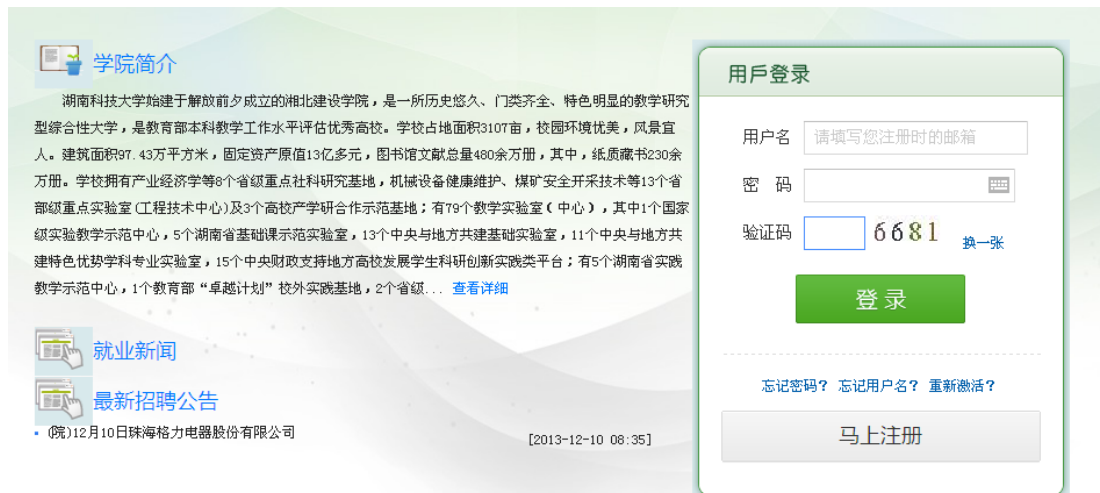 学院简介
湖南科技大学始建于解放前夕成立的湘北建设学院，是一所历史悠久、门类齐全、特色明显的教学研究
型综合性大学，是教育部本科教学工作水平评估优秀高校。学校占地面积3107亩，校园环境优美，风景宜
人。建筑面积97.43万平方米，固定资产原值13亿多元，图书馆文献总量480余万册，其中，纸质藏书230余
万册。学校拥有产业经济学等8个省级重点社科研究基地，机械设备健康维护、煤矿安全开采技术等13个省
部级重点实验室(工程技术中心)及3个高校产学研合作示范基地；有79个教学实验室（中心），其中1个国家
级实验教学示范中心，5个湖南省基础课示范实验室，13个中央与地方共建基础实验室，11个中央与地方共
建特色优势学科专业实验室，15个中央财政支持地方高校发展学生科研创新实践类平台；有5个湖南省实践
教学示范中心，1个教育部“卓越计划”校外实践基地，2个省级... 查看详细
就业新闻
最新招聘公告
(院)12月10日珠海格力电器股份有限公司 [2013-12-10 08:35]
用戶登录
用户名 请填写您注册时的邮箱
密 码
验证码 6681 换一张
登 录
忘记密码? 忘记用户名? 重新激活?
马上注册